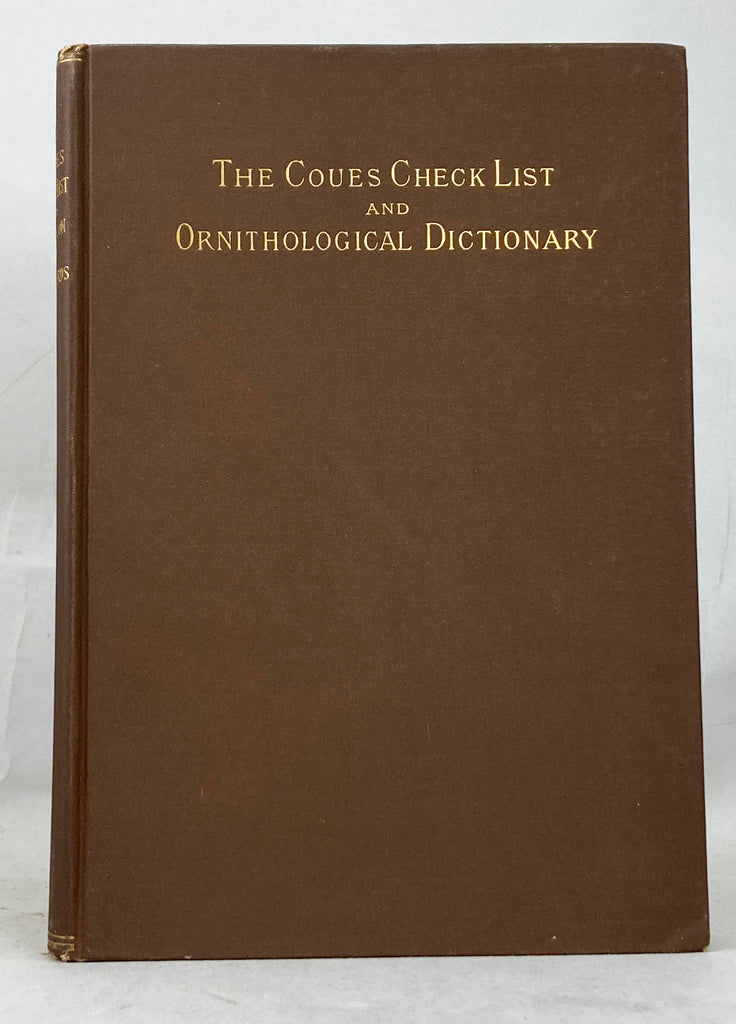 The Coues Check List
and
Ornithological Dictionary